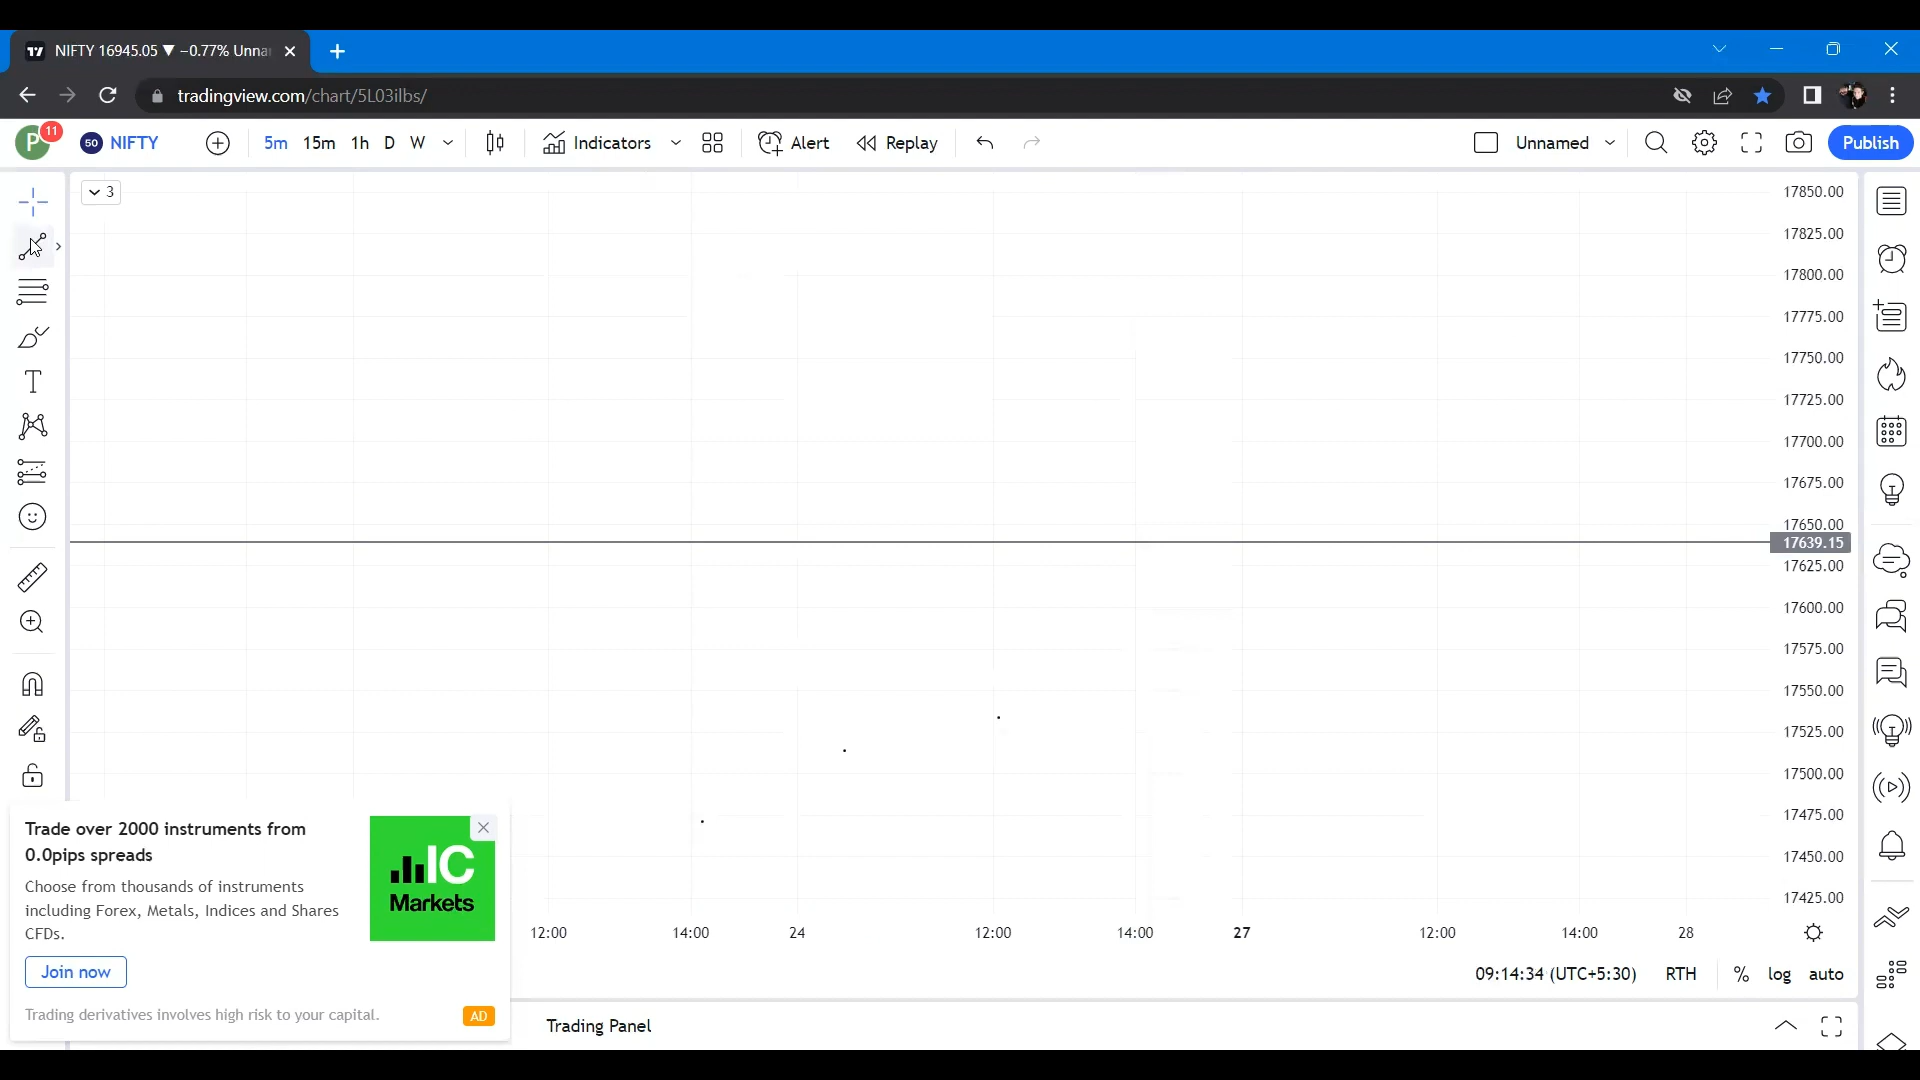 NIFTY 16945.05 ▼ −0.77% Unna
tradingview.com/chart/5L03ilbs/
P 11 50 NIFTY 5m 15m 1h D W Indicators Alert Replay Unnamed Publish
3
17850.00
17825.00
17800.00
17775.00
17750.00
17725.00
17700.00
17675.00
17650.00
17639.15
17625.00
17600.00
17575.00
17550.00
17525.00
17500.00
17475.00
17450.00
17425.00
Trade over 2000 instruments from
0.0pips spreads
Choose from thousands of instruments
including Forex, Metals, Indices and Shares
CFDs.
Join now
Trading derivatives involves high risk to your capital.
AD
IC
Markets
12:00 14:00 24 12:00 14:00 27 12:00 14:00 28
09:14:34 (UTC+5:30) RTH % log auto
Trading Panel